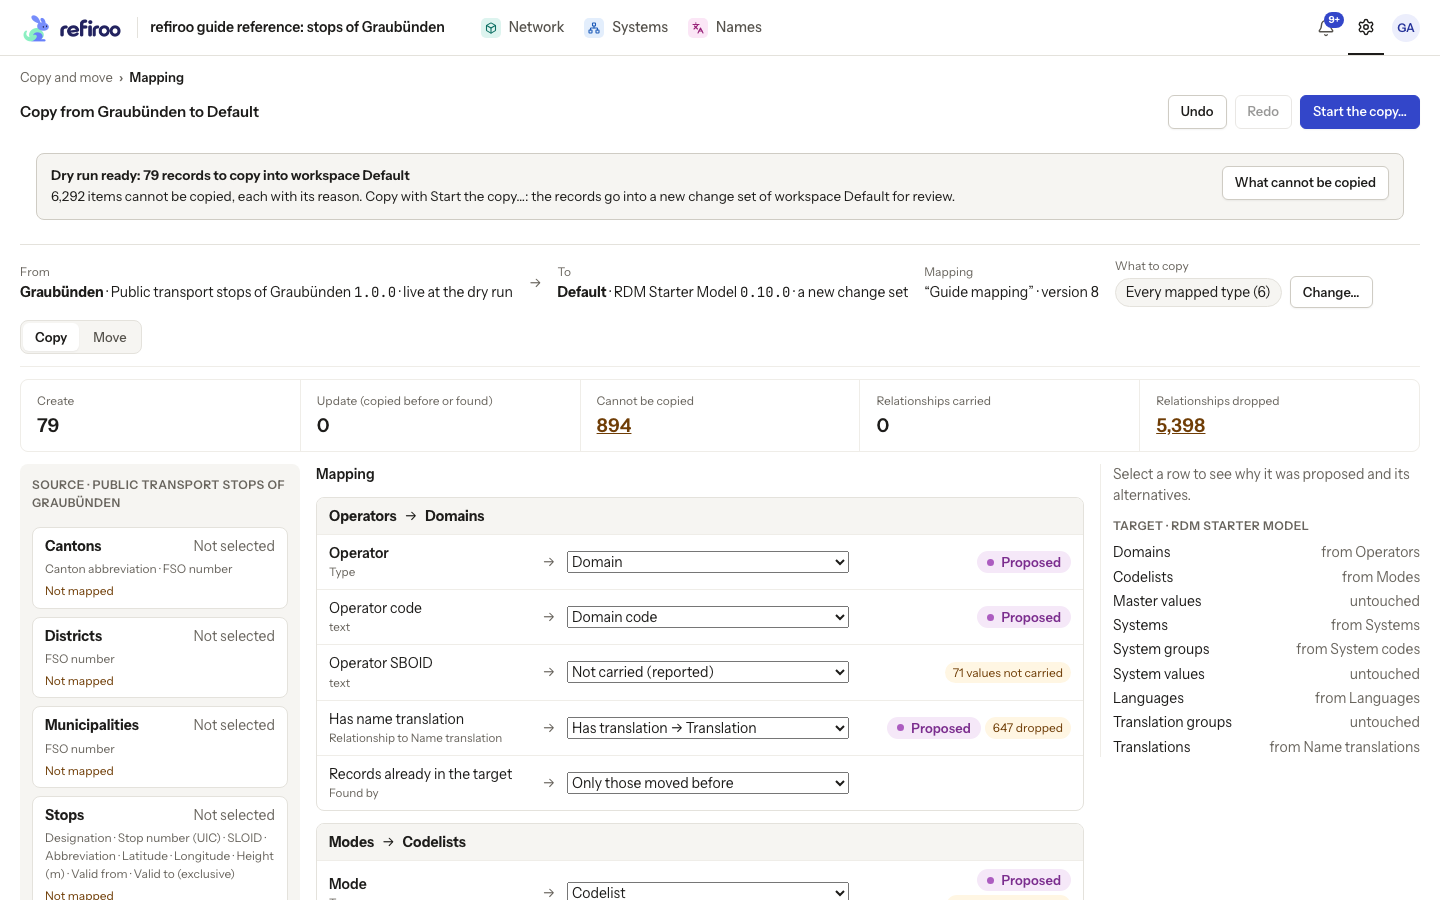 refiroo
refiroo guide reference: stops of Graubünden
Network
Systems
Names
9+
GA
Copy and move › Mapping
Copy from Graubünden to Default
Undo
Redo
Start the copy...
Dry run ready: 79 records to copy into workspace Default
6,292 items cannot be copied, each with its reason. Copy with Start the copy...: the records go into a new change set of workspace Default for review.
What cannot be copied
From
Graubünden · Public transport stops of Graubünden 1.0.0 · live at the dry run
→
To
Default · RDM Starter Model 0.10.0 · a new change set
Mapping
“Guide mapping” · version 8
What to copy
Every mapped type (6)
Change...
Copy
Move
Create
79
Update (copied before or found)
0
Cannot be copied
894
Relationships carried
0
Relationships dropped
5,398
SOURCE · PUBLIC TRANSPORT STOPS OF
GRAUBÜNDEN
Cantons
Not selected
Canton abbreviation · FSO number
Not mapped
Districts
Not selected
FSO number
Not mapped
Municipalities
Not selected
FSO number
Not mapped
Stops
Not selected
Designation · Stop number (UIC) · SLOID ·
Abbreviation · Latitude · Longitude · Height
(m) · Valid from · Valid to (exclusive)
Not mapped
Mapping
Operators → Domains
Operator
Type
→
Domain
Proposed
Operator code
text
→
Domain code
Proposed
Operator SBOID
text
→
Not carried (reported)
71 values not carried
Has name translation
Relationship to Name translation
→
Has translation → Translation
Proposed
647 dropped
Records already in the target
Found by
→
Only those moved before
Modes → Codelists
Mode
→
Codelist
Proposed
Select a row to see why it was proposed and its
alternatives.
TARGET · RDM STARTER MODEL
Domains from Operators
Codelists from Modes
Master values untouched
Systems from Systems
System groups from System codes
System values untouched
Languages from Languages
Translation groups untouched
Translations from Name translations